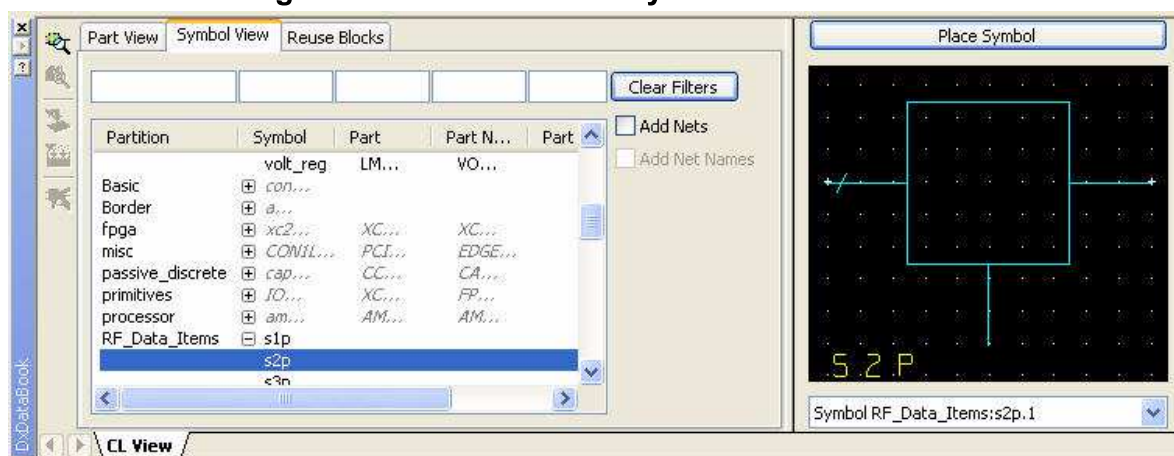 Part View Symbol View Reuse Blocks
Place Symbol
Clear Filters
Add Nets
Add Net Names
Partition Symbol Part Part N... Part
volt_reg LM... VO...
Basic con...
Border a...
fpga xc2... XC... XC...
misc CON1L... PCI... EDGE...
passive_discrete cap... CC... CA...
primitives IO... XC... FP...
processor am... AM... AM...
RF_Data_Items s1p
s2p
s3p
S2P
Symbol RF_Data_Items:s2p.1
DxDataBook
CL View